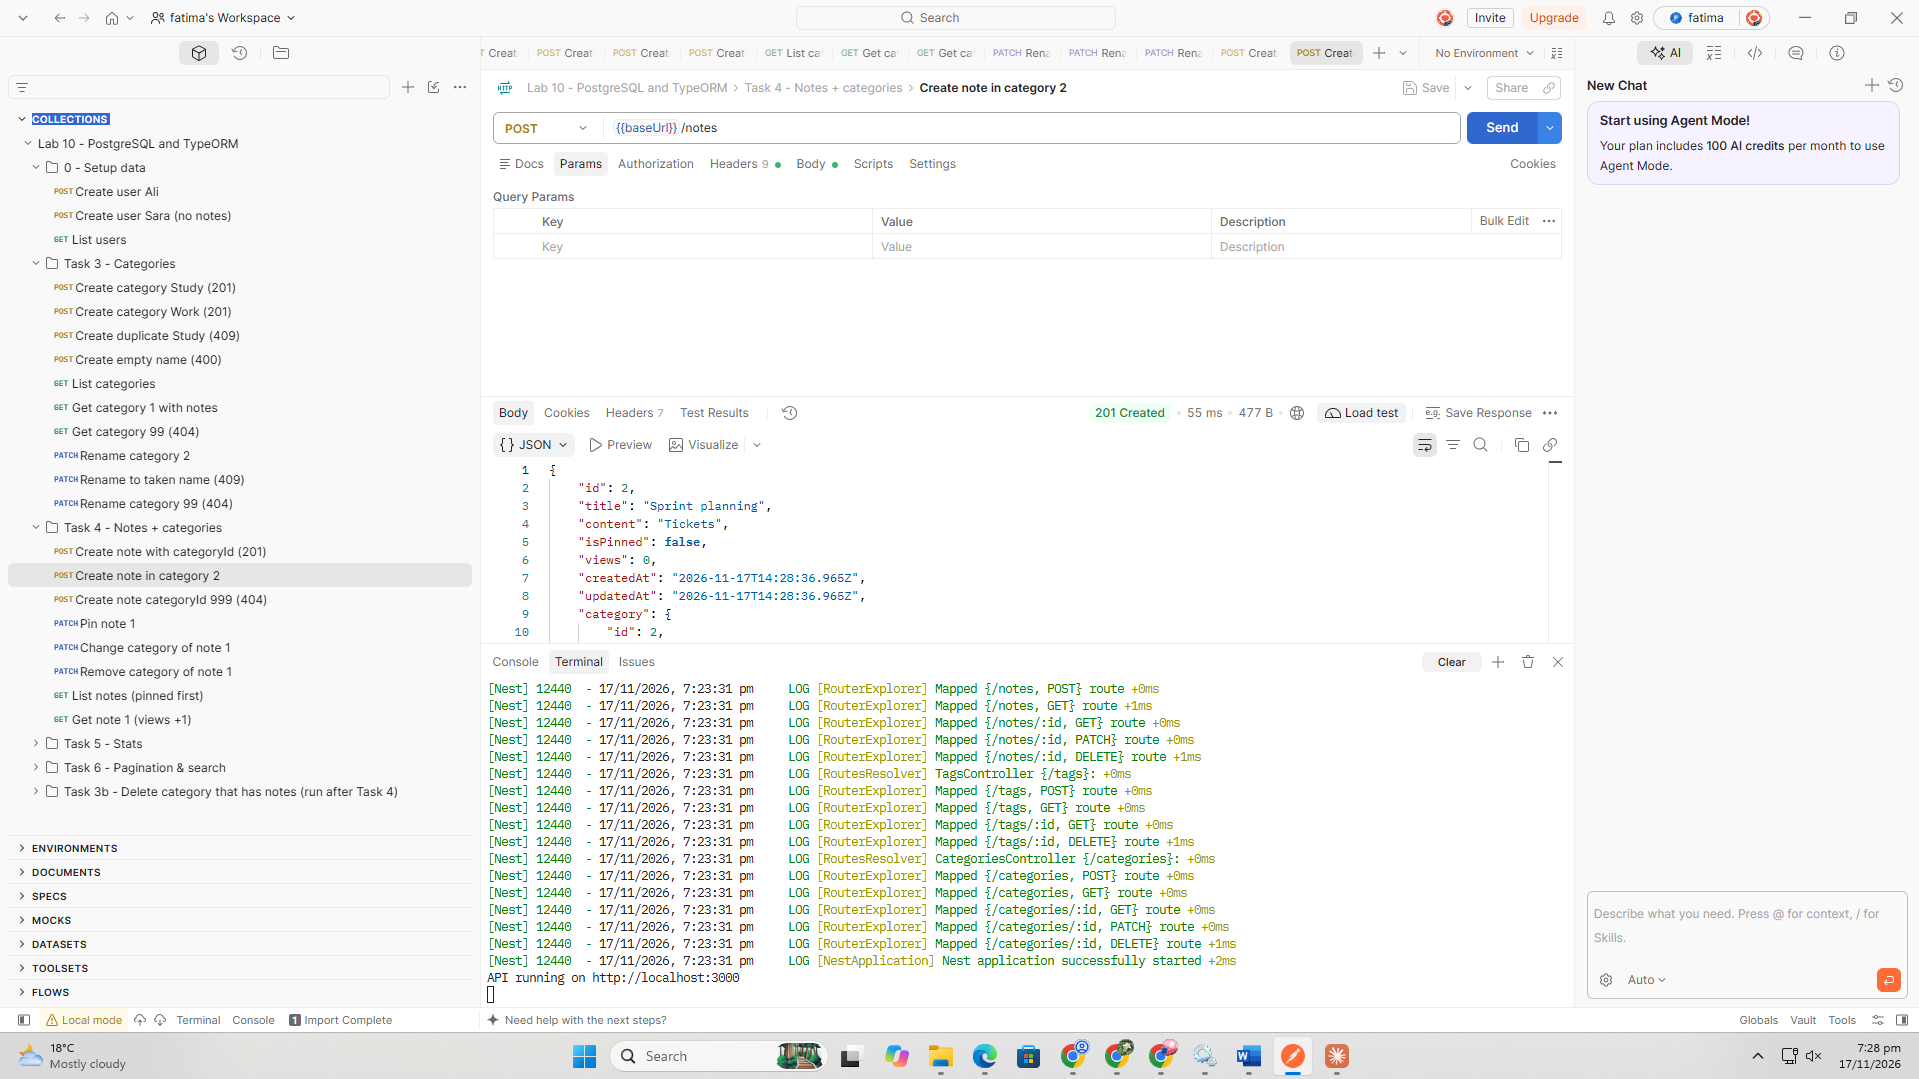 fatima's Workspace
Search
Invite
Upgrade
fatima
POST Creat
POST Creat
POST Creat
GET List ca
GET Get ca
GET Get ca
PATCH Rena
PATCH Rena
PATCH Rena
POST Creat
POST Creat
No Environment
AI
COLLECTIONS
Lab 10 - PostgreSQL and TypeORM
0 - Setup data
POST Create user Ali
POST Create user Sara (no notes)
GET List users
Task 3 - Categories
POST Create category Study (201)
POST Create category Work (201)
POST Create duplicate Study (409)
POST Create empty name (400)
GET List categories
GET Get category 1 with notes
GET Get category 99 (404)
PATCH Rename category 2
PATCH Rename to taken name (409)
PATCH Rename category 99 (404)
Task 4 - Notes + categories
POST Create note with categoryId (201)
POST Create note in category 2
POST Create note categoryId 999 (404)
PATCH Pin note 1
PATCH Change category of note 1
PATCH Remove category of note 1
GET List notes (pinned first)
GET Get note 1 (views +1)
Task 5 - Stats
Task 6 - Pagination & search
Task 3b - Delete category that has notes (run after Task 4)
ENVIRONMENTS
DOCUMENTS
SPECS
MOCKS
DATASETS
TOOLSETS
FLOWS
HTTP Lab 10 - PostgreSQL and TypeORM > Task 4 - Notes + categories > Create note in category 2
Save
Share
POST {{baseUrl}}/notes
Send
Docs Params Authorization Headers 9 Body Scripts Settings Cookies
Query Params
Key Value Description Bulk Edit
Key Value Description
Body Cookies Headers 7 Test Results
201 Created • 55 ms • 477 B
Load test
e.g. Save Response
{} JSON Preview Visualize
1 {
2 "id": 2,
3 "title": "Sprint planning",
4 "content": "Tickets",
5 "isPinned": false,
6 "views": 0,
7 "createdAt": "2026-11-17T14:28:36.965Z",
8 "updatedAt": "2026-11-17T14:28:36.965Z",
9 "category": {
10 "id": 2,
Console Terminal Issues Clear
[Nest] 12440 - 17/11/2026, 7:23:31 pm LOG [RouterExplorer] Mapped {/notes, POST} route +0ms
[Nest] 12440 - 17/11/2026, 7:23:31 pm LOG [RouterExplorer] Mapped {/notes, GET} route +1ms
[Nest] 12440 - 17/11/2026, 7:23:31 pm LOG [RouterExplorer] Mapped {/notes/:id, GET} route +0ms
[Nest] 12440 - 17/11/2026, 7:23:31 pm LOG [RouterExplorer] Mapped {/notes/:id, PATCH} route +0ms
[Nest] 12440 - 17/11/2026, 7:23:31 pm LOG [RouterExplorer] Mapped {/notes/:id, DELETE} route +1ms
[Nest] 12440 - 17/11/2026, 7:23:31 pm LOG [RoutesResolver] TagsController {/tags}: +0ms
[Nest] 12440 - 17/11/2026, 7:23:31 pm LOG [RouterExplorer] Mapped {/tags, POST} route +0ms
[Nest] 12440 - 17/11/2026, 7:23:31 pm LOG [RouterExplorer] Mapped {/tags, GET} route +0ms
[Nest] 12440 - 17/11/2026, 7:23:31 pm LOG [RouterExplorer] Mapped {/tags/:id, GET} route +0ms
[Nest] 12440 - 17/11/2026, 7:23:31 pm LOG [RouterExplorer] Mapped {/tags/:id, DELETE} route +1ms
[Nest] 12440 - 17/11/2026, 7:23:31 pm LOG [RoutesResolver] CategoriesController {/categories}: +0ms
[Nest] 12440 - 17/11/2026, 7:23:31 pm LOG [RouterExplorer] Mapped {/categories, POST} route +0ms
[Nest] 12440 - 17/11/2026, 7:23:31 pm LOG [RouterExplorer] Mapped {/categories, GET} route +0ms
[Nest] 12440 - 17/11/2026, 7:23:31 pm LOG [RouterExplorer] Mapped {/categories/:id, GET} route +0ms
[Nest] 12440 - 17/11/2026, 7:23:31 pm LOG [RouterExplorer] Mapped {/categories/:id, PATCH} route +0ms
[Nest] 12440 - 17/11/2026, 7:23:31 pm LOG [RouterExplorer] Mapped {/categories/:id, DELETE} route +1ms
[Nest] 12440 - 17/11/2026, 7:23:31 pm LOG [NestApplication] Nest application successfully started +2ms
API running on http://localhost:3000
New Chat
Start using Agent Mode!
Your plan includes 100 AI credits per month to use
Agent Mode.
Describe what you need. Press @ for context, / for
Skills.
Auto
Local mode
Terminal
Console
1 Import Complete
Need help with the next steps?
Globals
Vault
Tools
18°C
Mostly cloudy
Search
7:28 pm
17/11/2026